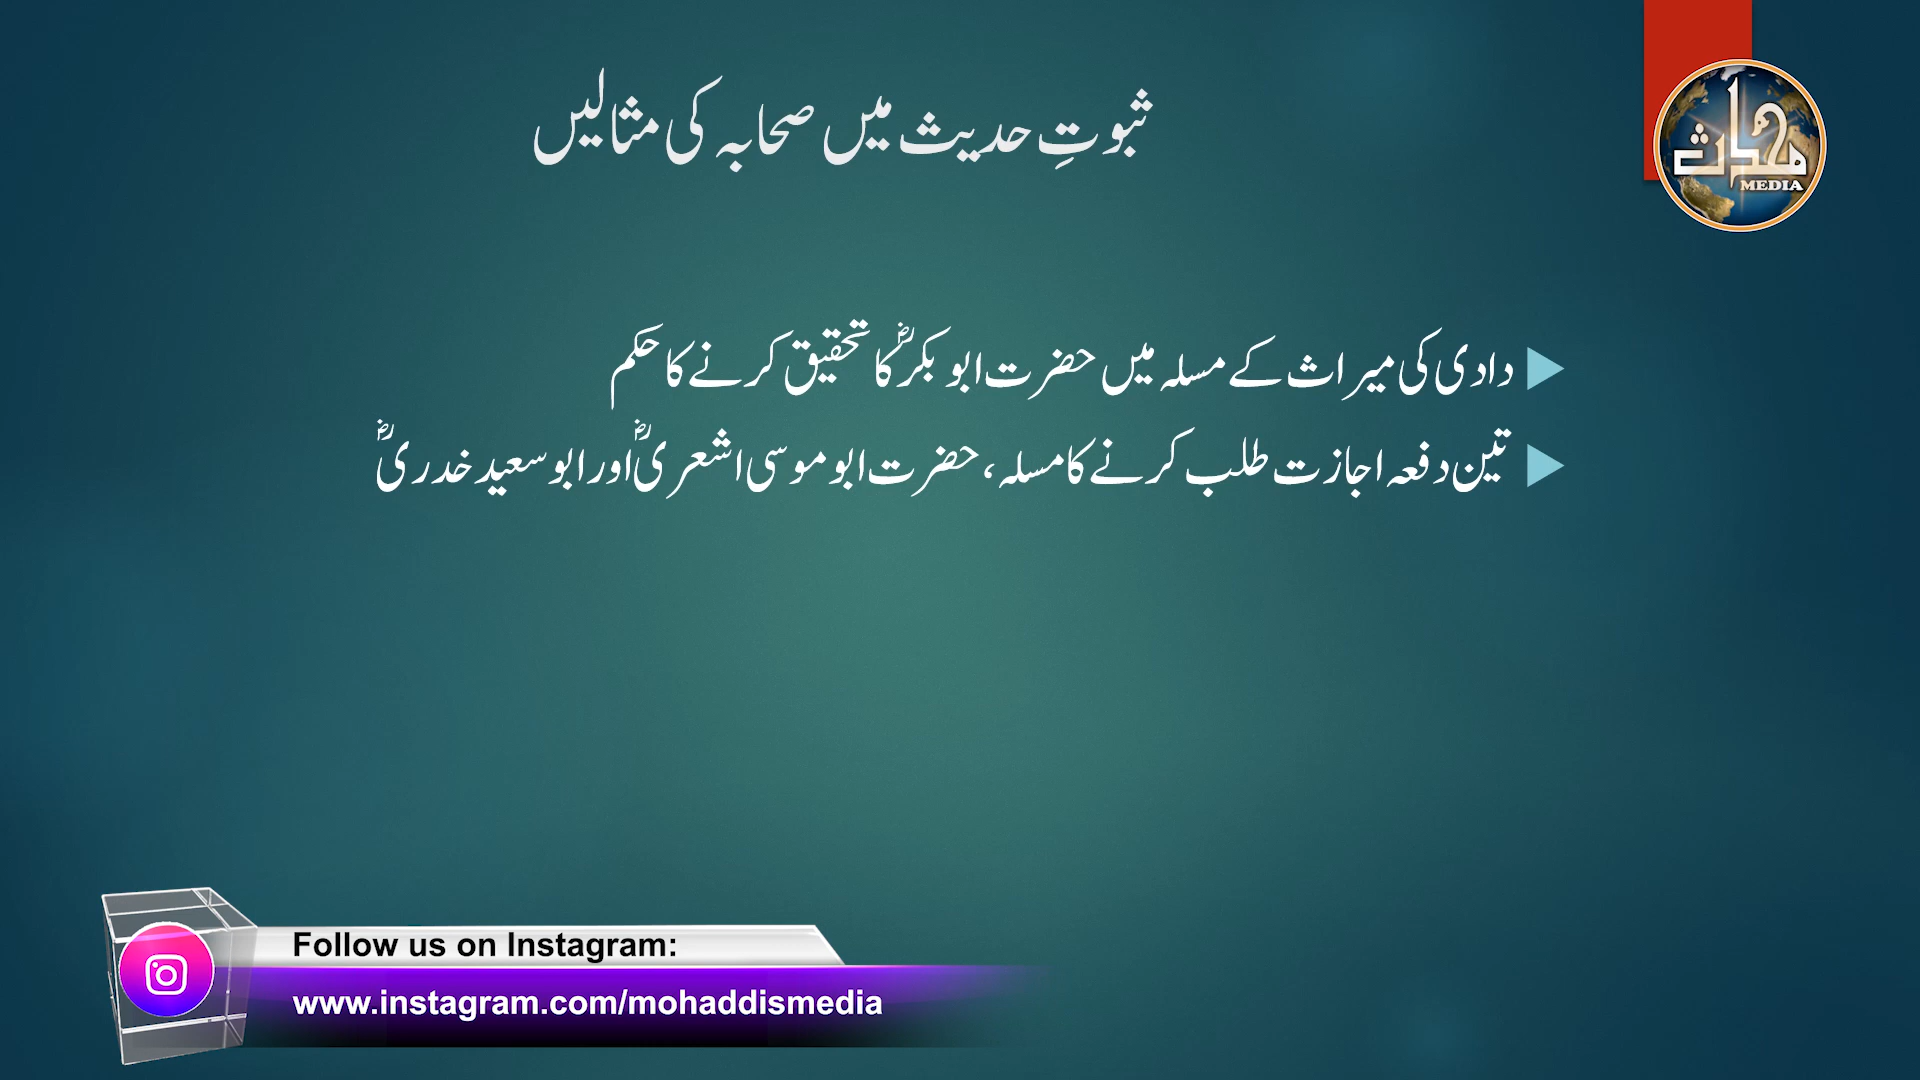 ثبوتِ حدیث میں صحابہ کی مثالیں
محدث
MEDIA
دادی کی میراث کے مسلہ میں حضرت ابو بکرؓ کا تحقیق کرنے کا حکم
تین دفعہ اجازت طلب کرنے کا مسلہ، حضرت ابو موسی اشعریؓ اور ابو سعید خدریؓ
Follow us on Instagram:
www.instagram.com/mohaddismedia